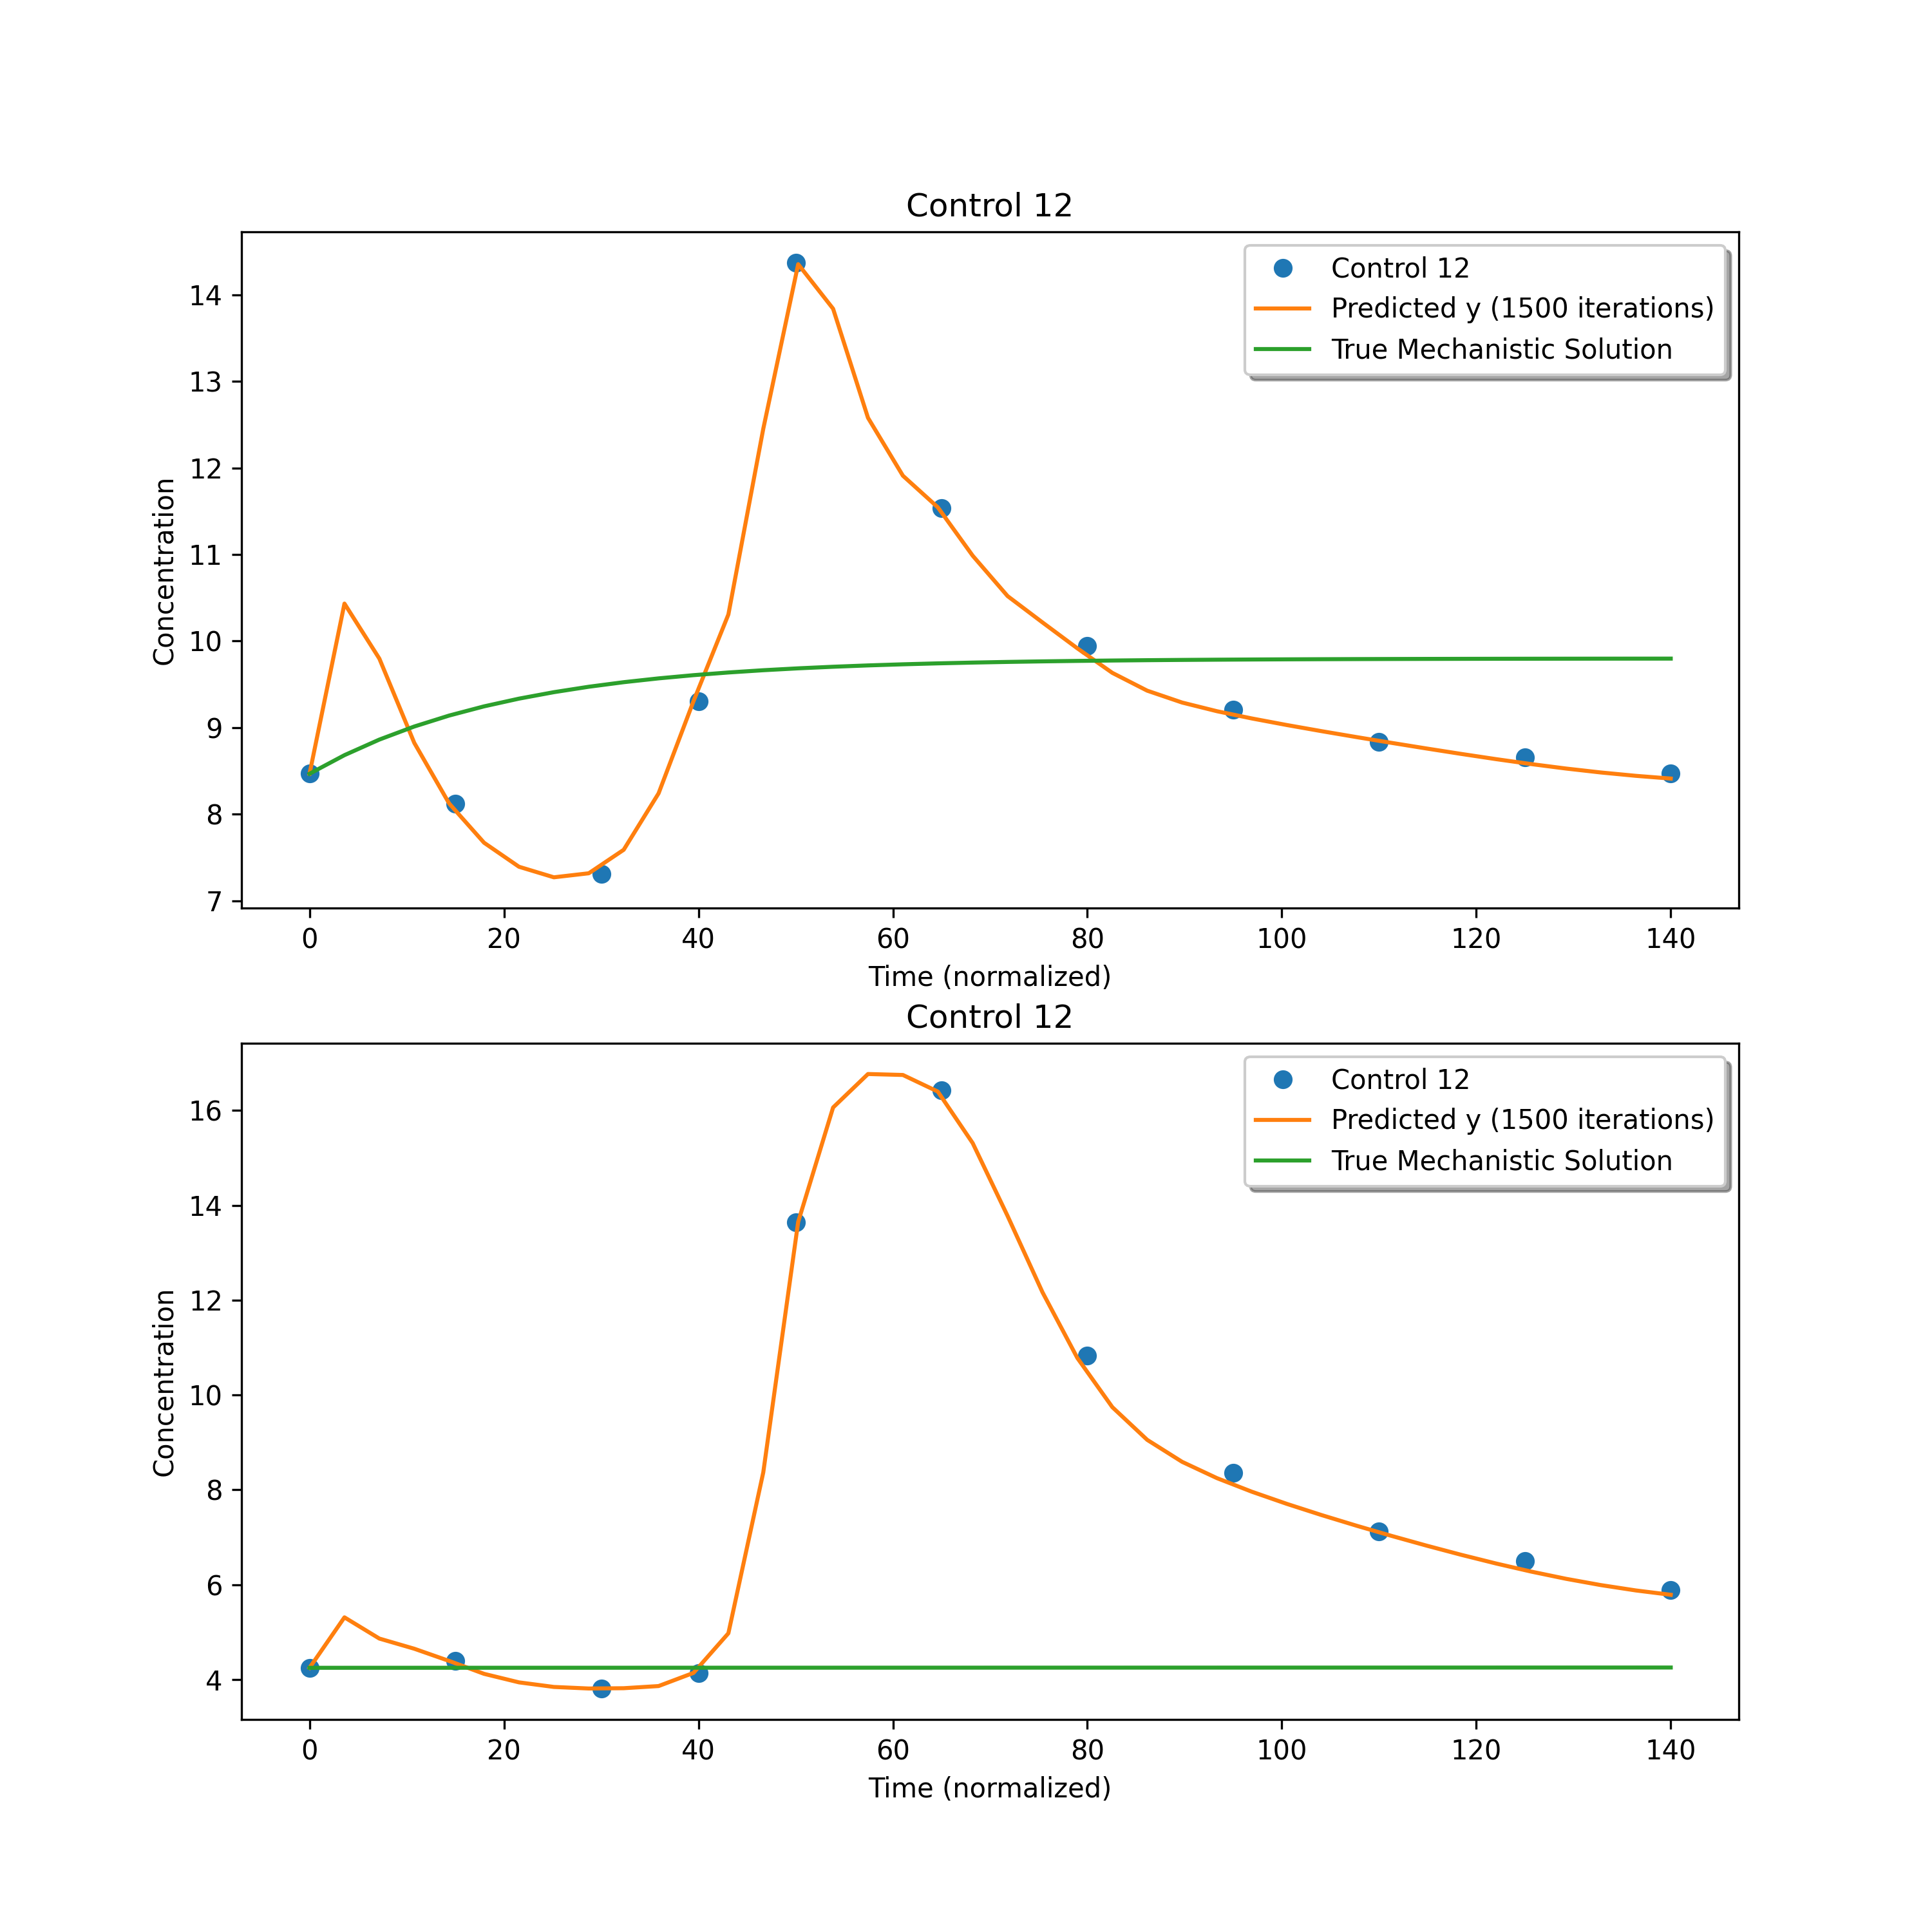 Control 12
Control 12
Predicted y (1500 iterations)
True Mechanistic Solution
14
13
12
11
10
9
8
7
Concentration
0 20 40 60 80 100 120 140
Time (normalized)
Control 12
Control 12
Predicted y (1500 iterations)
True Mechanistic Solution
16
14
12
10
8
6
4
Concentration
0 20 40 60 80 100 120 140
Time (normalized)